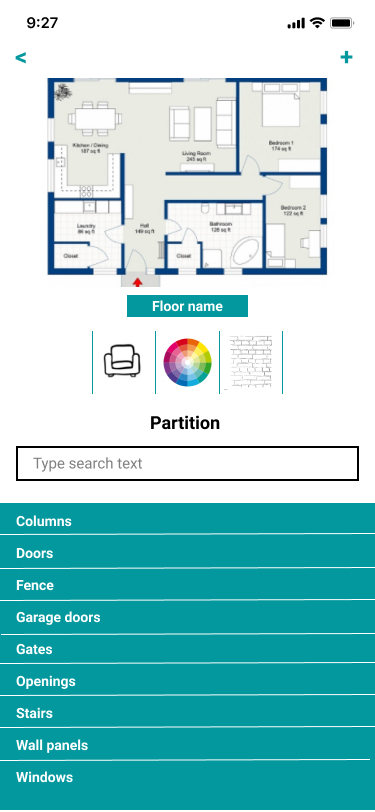 9:27
<
+
Kitchen / Dining
187 sq ft
Living Room
245 sq ft
Bedroom 1
174 sq ft
Bedroom 2
122 sq ft
Laundry
86 sq ft
Hall
149 sq ft
Bathroom
128 sq ft
Closet
Closet
Floor name
Partition
Type search text
Columns
Doors
Fence
Garage doors
Gates
Openings
Stairs
Wall panels
Windows